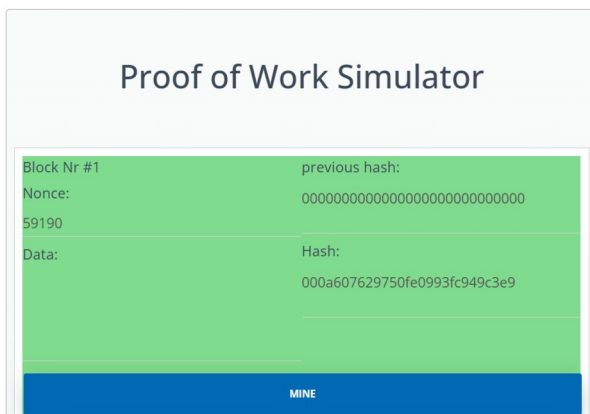 Proof of Work Simulator
Block Nr #1
Nonce:
59190
Data:
previous hash:
0000000000000000000000000000
Hash:
000a607629750fe0993fc949c3e9
MINE